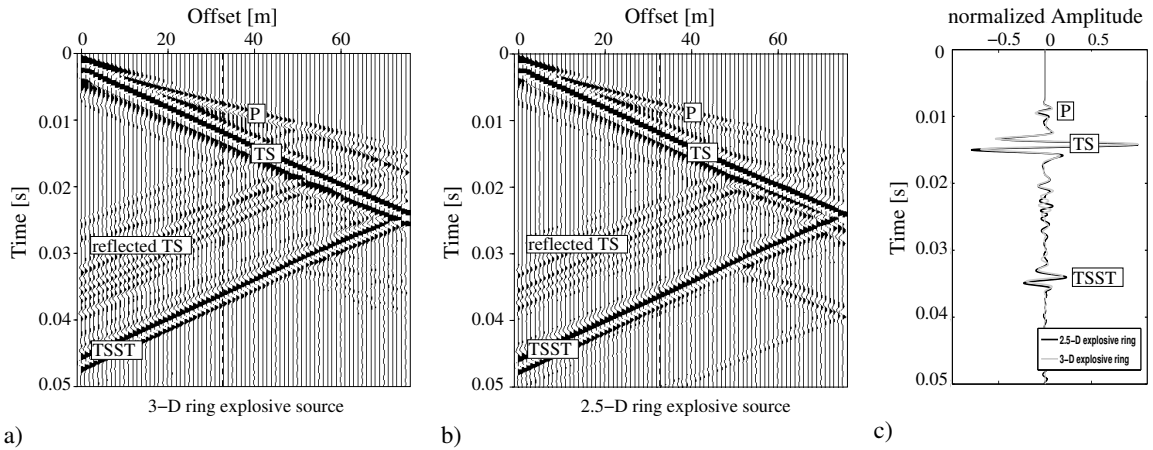 Offset [m]
0 20 40 60
Time [s]
0
0.01
0.02
0.03
0.04
0.05
P
TS
reflected TS
TSST
3−D ring explosive source
a)
Offset [m]
0 20 40 60
Time [s]
0
0.01
0.02
0.03
0.04
0.05
P
TS
reflected TS
TSST
2.5−D ring explosive source
b)
normalized Amplitude
−0.5 0 0.5
Time [s]
0
0.01
0.02
0.03
0.04
0.05
P
TS
TSST
2.5-D explosive ring
3-D explosive ring
c)